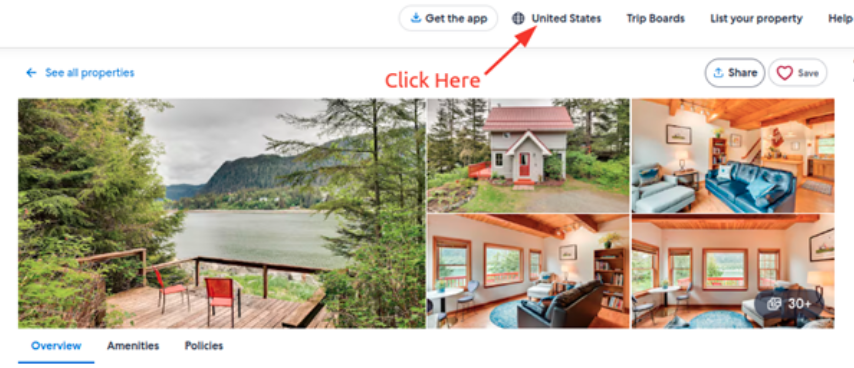 Get the app United States Trip Boards List your property Help
Click Here
See all properties
Share Save
30+
Overview Amenities Policies